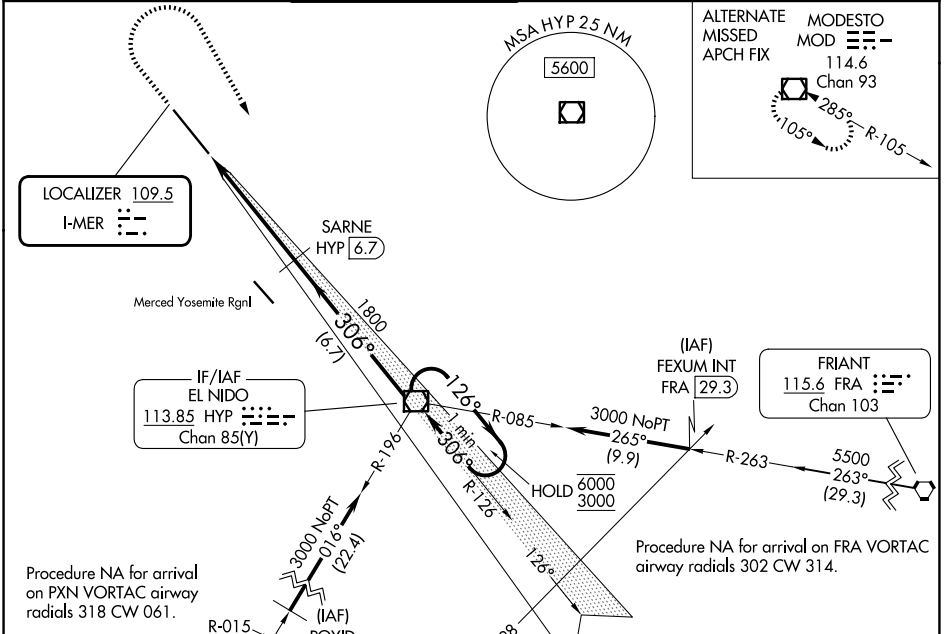 MSA HYP 25 NM
5600
ALTERNATE
MISSED
APCH FIX
MODESTO
MOD
114.6
Chan 93
285°
R-105
105°
LOCALIZER 109.5
I-MER
SARNE
HYP 6.7
Merced Yosemite Rgnl
1800
306°
(6.7)
IF/IAF
EL NIDO
113.85 HYP
Chan 85(Y)
126°
1 min
306°
R-126
126°
HOLD 6000
3000
R-085
3000 NoPT
265°
(9.9)
(IAF)
FEXUM INT
FRA 29.3
FRIANT
115.6 FRA
Chan 103
R-263
5500
263°
(29.3)
R-196
3000 NoPT
016°
(22.4)
Procedure NA for arrival
on PXN VORTAC airway
radials 318 CW 061.
Procedure NA for arrival on FRA VORTAC
airway radials 302 CW 314.
R-015
(IAF)